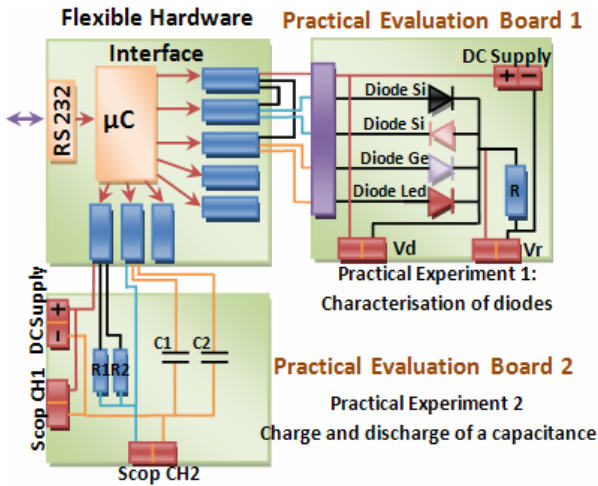 Flexible Hardware
Interface
RS 232
µC
Practical Evaluation Board 1
DC Supply
+ −
Diode Si
Diode Si
Diode Ge
Diode Led
R
Vd
Vr
Practical Experiment 1:
Characterisation of diodes
DCSupply
+
−
Scop CH1
R1
R2
C1
C2
Scop CH2
Practical Evaluation Board 2
Practical Experiment 2
Charge and discharge of a capacitance